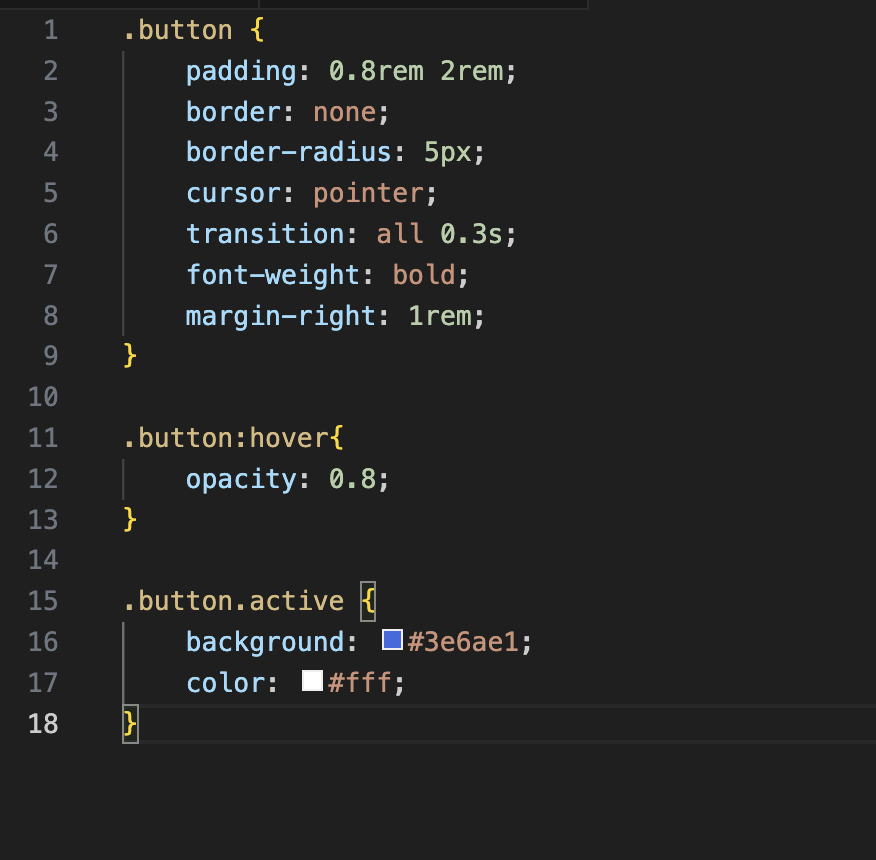 1 .button {
2 padding: 0.8rem 2rem;
3 border: none;
4 border-radius: 5px;
5 cursor: pointer;
6 transition: all 0.3s;
7 font-weight: bold;
8 margin-right: 1rem;
9 }
10
11 .button:hover{
12 opacity: 0.8;
13 }
14
15 .button.active {
16 background: #3e6ae1;
17 color: #fff;
18 }